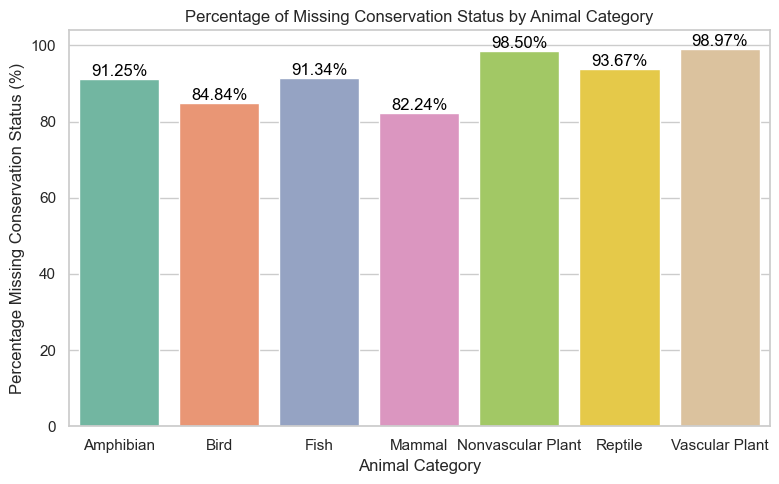 Percentage of Missing Conservation Status by Animal Category
Percentage Missing Conservation Status (%)
100
80
60
40
20
0
91.25%
84.84%
91.34%
82.24%
98.50%
93.67%
98.97%
Amphibian
Bird
Fish
Mammal
Nonvascular Plant
Reptile
Vascular Plant
Animal Category